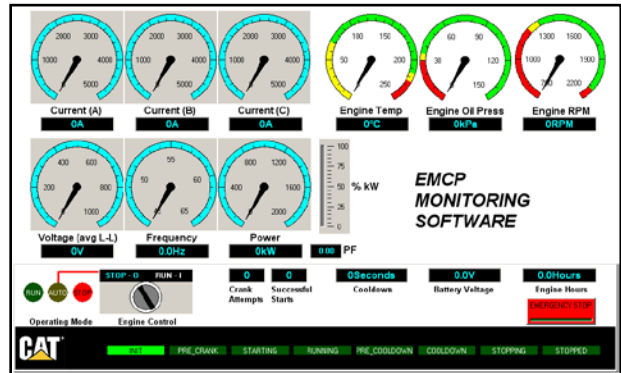 Current (A) Current (B) Current (C) Engine Temp Engine Oil Press Engine RPM
0A 0A 0A 0°C 0kPa 0RPM
1000 2000 3000 4000 5000
1000 2000 3000 4000 5000
1000 2000 3000 4000 5000
50 100 150 200 250
30 60 90 120 150
1000 1300 1600 1900 2200
200 400 600 800 1000
45 50 55 60 65
400 800 1200 1600 2000
100
75
50
25
0
% kW
EMCP
MONITORING
SOFTWARE
Voltage (avg L-L) Frequency Power
0V 0.0Hz 0kW 0.00 PF
STOP - O RUN - I
RUN AUTO STOP
Operating Mode Engine Control
0 0 0Seconds 0.0V 0.0Hours
Crank Attempts Successful Starts Cooldown Battery Voltage Engine Hours
EMERGENCY STOP
CAT INIT PRE_CRANK STARTING RUNNING PRE_COOLDOWN COOLDOWN STOPPING STOPPED